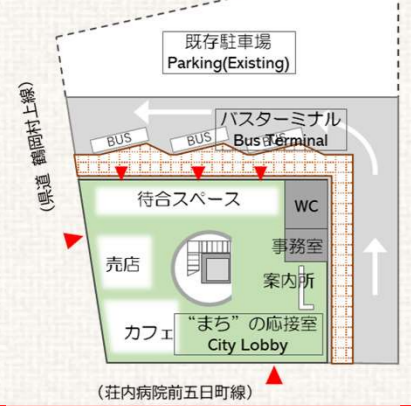 既存駐車場
Parking(Existing)
(県道 鶴岡村上線)
バスターミナル
Bus Terminal
BUS
BUS
BUS
待合スペース
WC
事務室
売店
案内所
カフェ
“まち”の応接室
City Lobby
(荘内病院前五日町線)